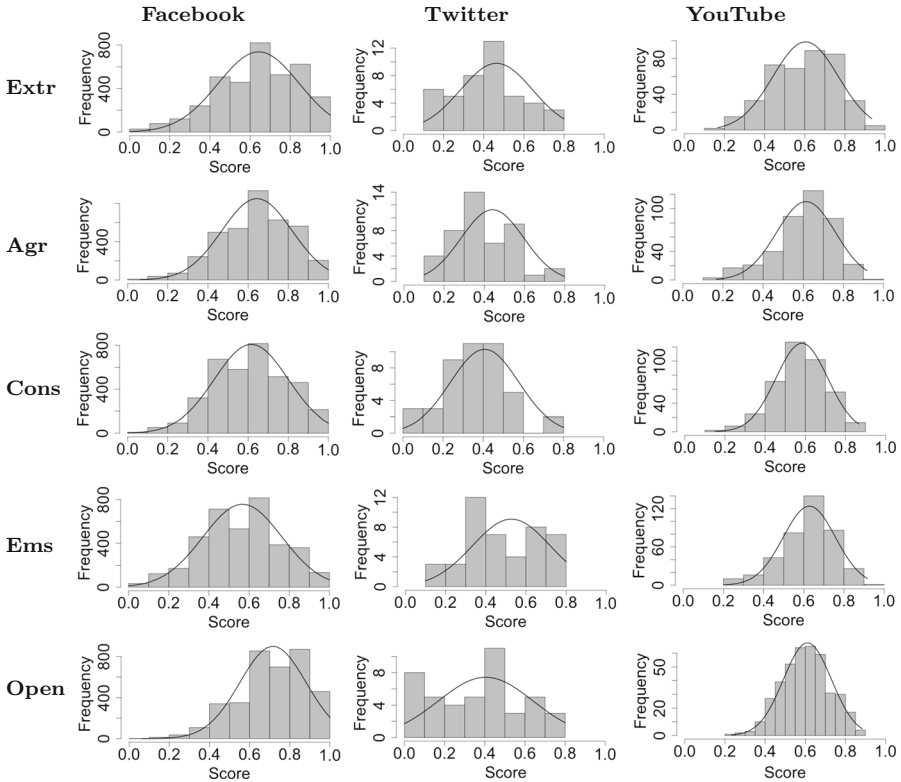 Facebook Twitter YouTube
Extr
Frequency
0 400 800
0.0 0.2 0.4 0.6 0.8 1.0
Score
Frequency
0 4 8 12
0.0 0.2 0.4 0.6 0.8 1.0
Score
Frequency
0 40 80
0.0 0.2 0.4 0.6 0.8 1.0
Score
Agr
Frequency
0 400
0.0 0.2 0.4 0.6 0.8 1.0
Score
Frequency
0 4 9 14
0.0 0.2 0.4 0.6 0.8 1.0
Score
Frequency
0 40 100
0.0 0.2 0.4 0.6 0.8 1.0
Score
Cons
Frequency
0 400 800
0.0 0.2 0.4 0.6 0.8 1.0
Score
Frequency
0 4 8
0.0 0.2 0.4 0.6 0.8 1.0
Score
Frequency
0 40 100
0.0 0.2 0.4 0.6 0.8 1.0
Score
Ems
Frequency
0 400 800
0.0 0.2 0.4 0.6 0.8 1.0
Score
Frequency
0 4 8 12
0.0 0.2 0.4 0.6 0.8 1.0
Score
Frequency
0 60 120
0.0 0.2 0.4 0.6 0.8 1.0
Score
Open
Frequency
0 400 800
0.0 0.2 0.4 0.6 0.8 1.0
Score
Frequency
0 4 8
0.0 0.2 0.4 0.6 0.8 1.0
Score
Frequency
0 20 50
0.0 0.2 0.4 0.6 0.8 1.0
Score